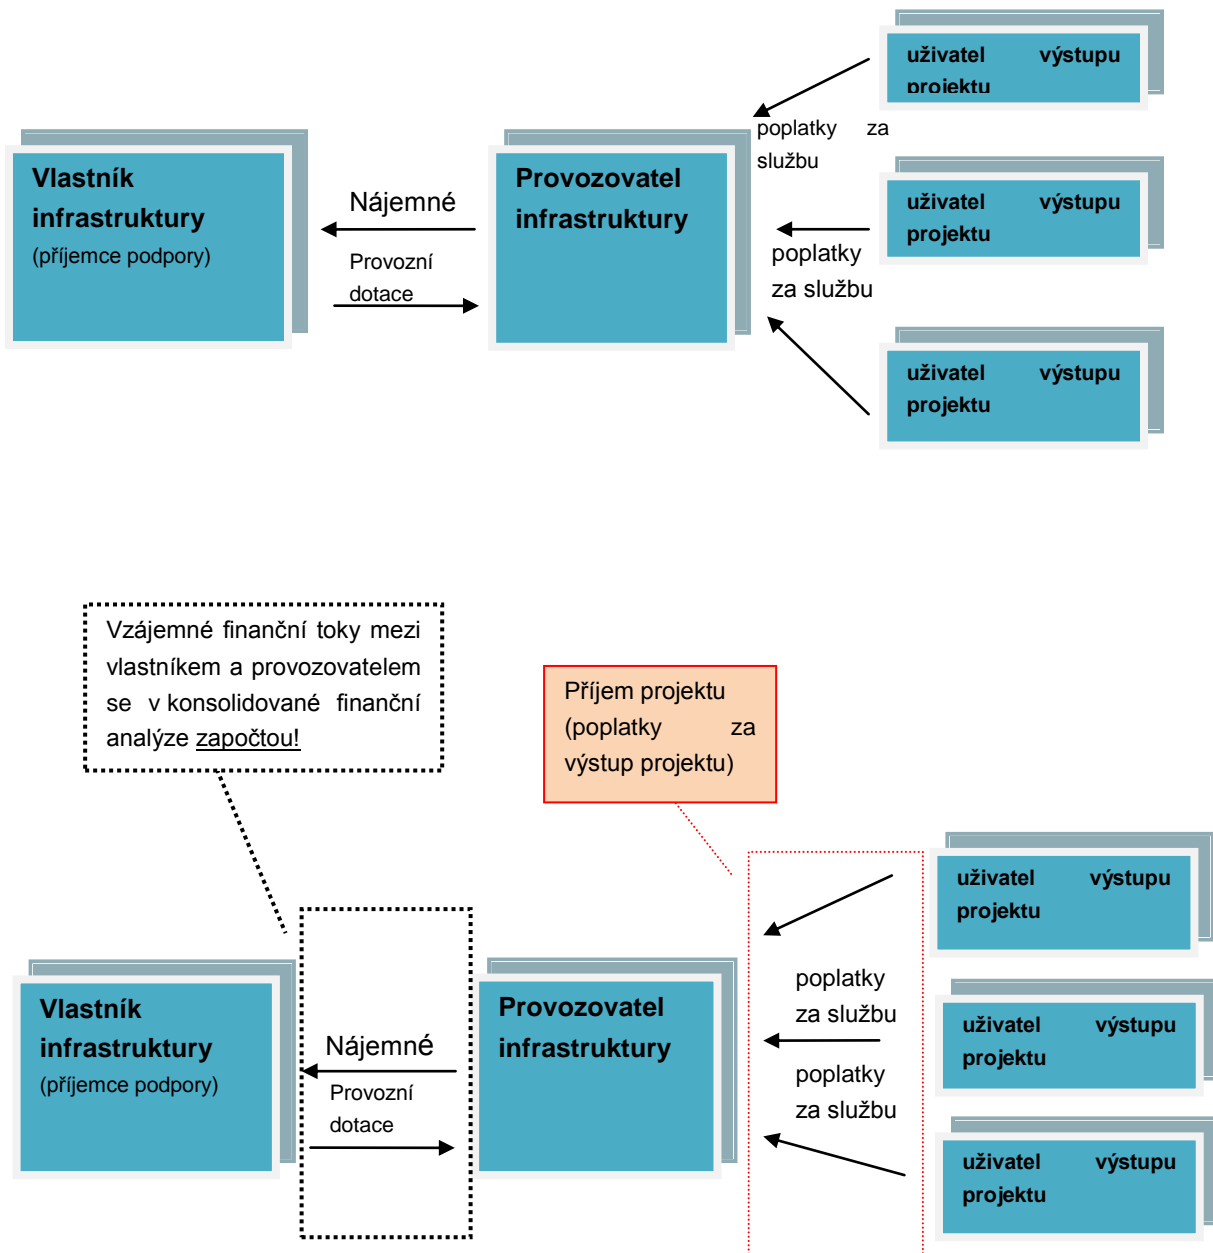 uživatel výstupu
projektu
poplatky za
službu
Vlastník
infrastruktury
(příjemce podpory)
Nájemné
Provozní
dotace
Provozovatel
infrastruktury
uživatel výstupu
projektu
poplatky
za službu
uživatel výstupu
projektu
Vzájemné finanční toky mezi
vlastníkem a provozovatelem
se v konsolidované finanční
analýze započtou!
Příjem projektu
(poplatky za
výstup projektu)
uživatel výstupu
projektu
Vlastník
infrastruktury
(příjemce podpory)
Nájemné
Provozní
dotace
Provozovatel
infrastruktury
poplatky
za službu
poplatky
za službu
uživatel výstupu
projektu
uživatel výstupu
projektu